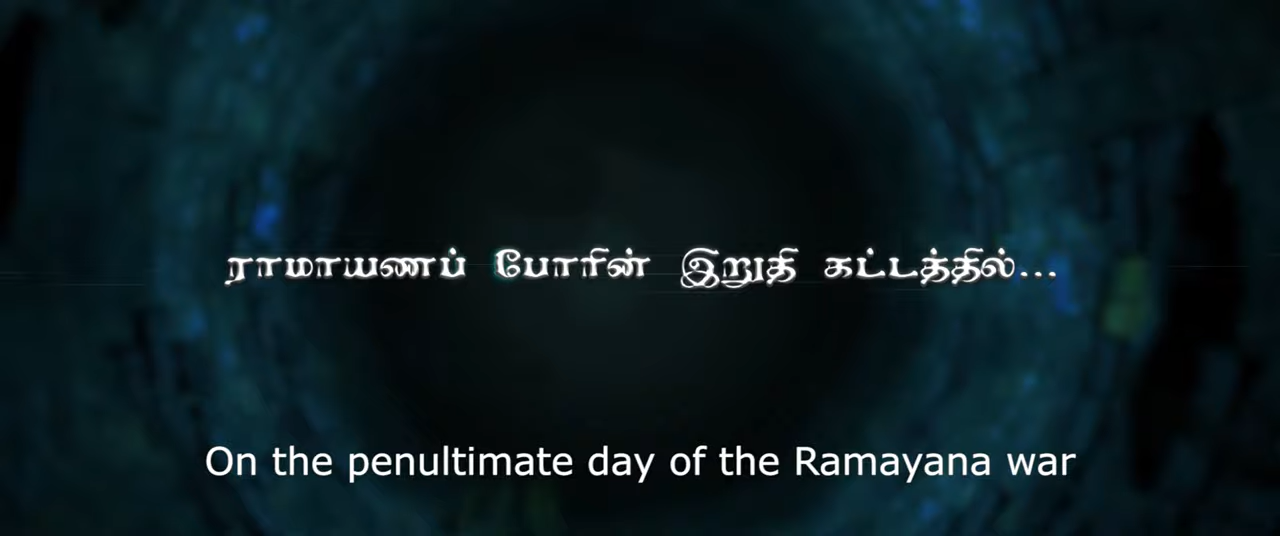 ராமாயணப் போரின் இறுதி கட்டத்தில்...
On the penultimate day of the Ramayana war